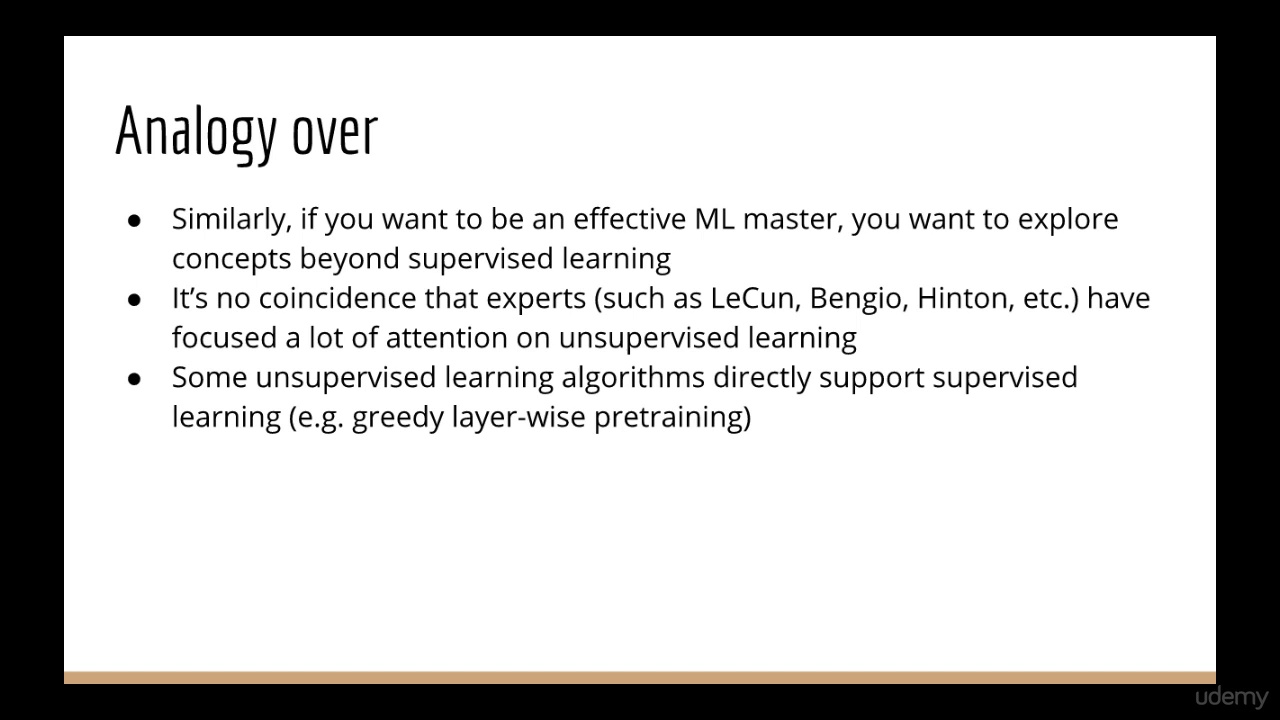 Analogy over
● Similarly, if you want to be an effective ML master, you want to explore
concepts beyond supervised learning
● It’s no coincidence that experts (such as LeCun, Bengio, Hinton, etc.) have
focused a lot of attention on unsupervised learning
● Some unsupervised learning algorithms directly support supervised
learning (e.g. greedy layer-wise pretraining)
udemy